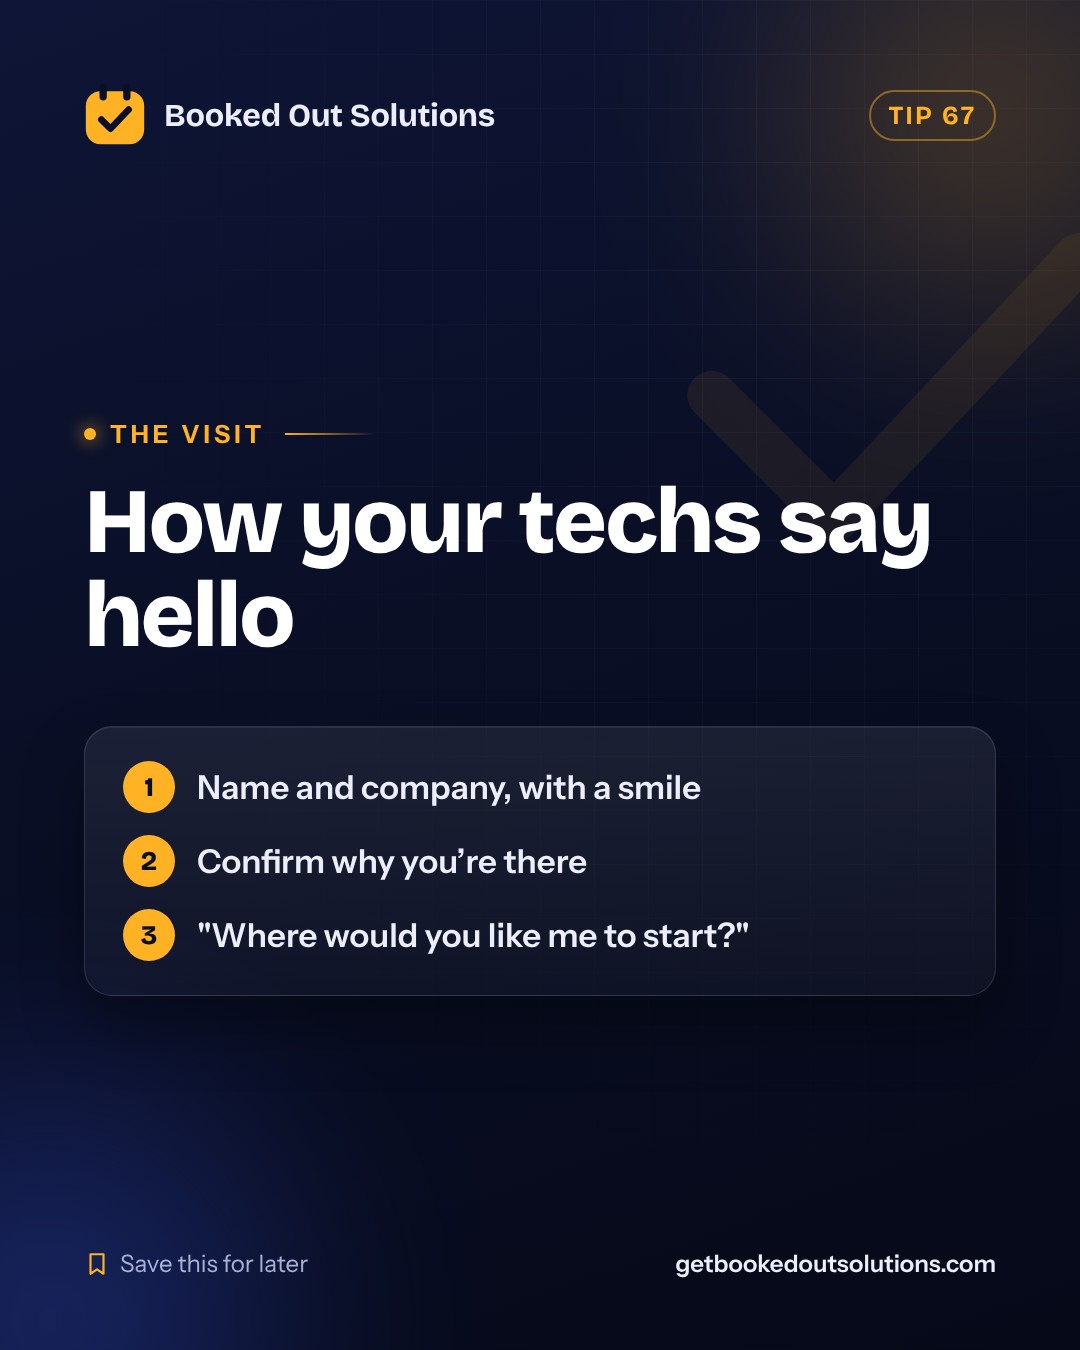 Booked Out Solutions
TIP 67
THE VISIT
How your techs say
hello
1 Name and company, with a smile
2 Confirm why you’re there
3 "Where would you like me to start?"
Save this for later
getbookedoutsolutions.com